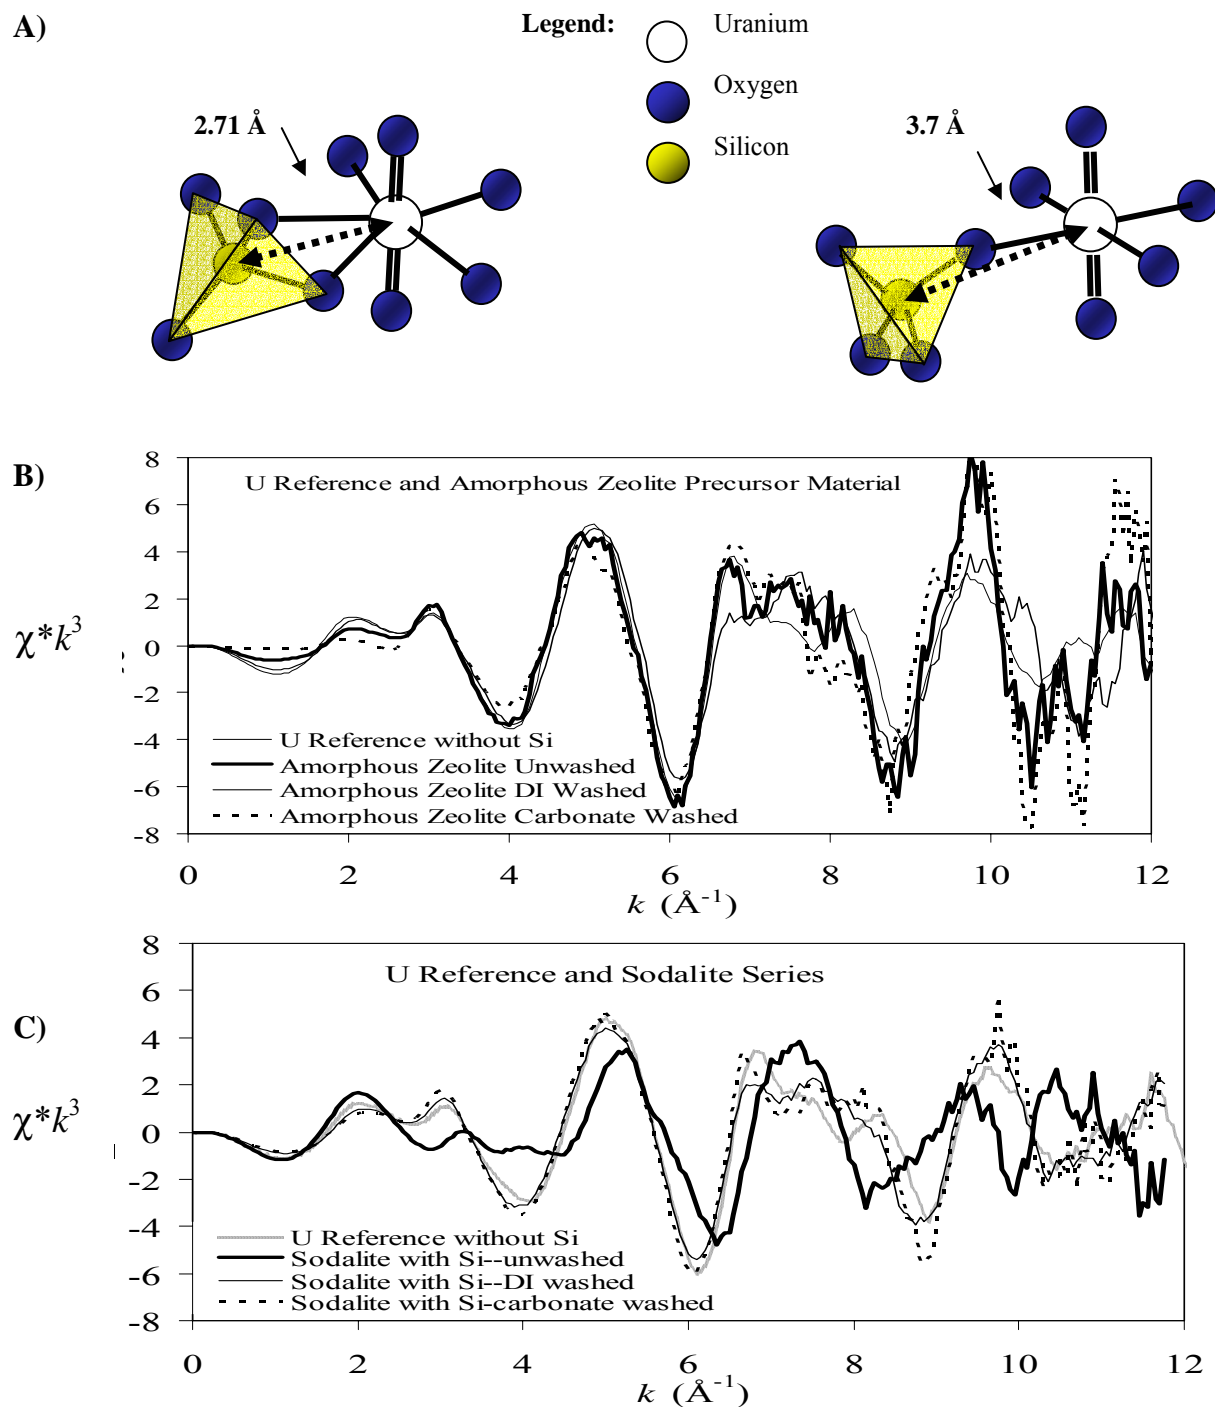 A)
Legend:
Uranium
Oxygen
Silicon
2.71 Å
3.7 Å
B)
U Reference and Amorphous Zeolite Precursor Material
χ*k³
8
6
4
2
0
-2
-4
-6
-8
U Reference without Si
Amorphous Zeolite Unwashed
Amorphous Zeolite DI Washed
Amorphous Zeolite Carbonate Washed
0 2 4 6 8 10 12
k (Å⁻¹)
C)
U Reference and Sodalite Series
χ*k³
8
6
4
2
0
-2
-4
-6
-8
U Reference without Si
Sodalite with Si--unwashed
Sodalite with Si--DI washed
Sodalite with Si-carbonate washed
0 2 4 6 8 10 12
k (Å⁻¹)